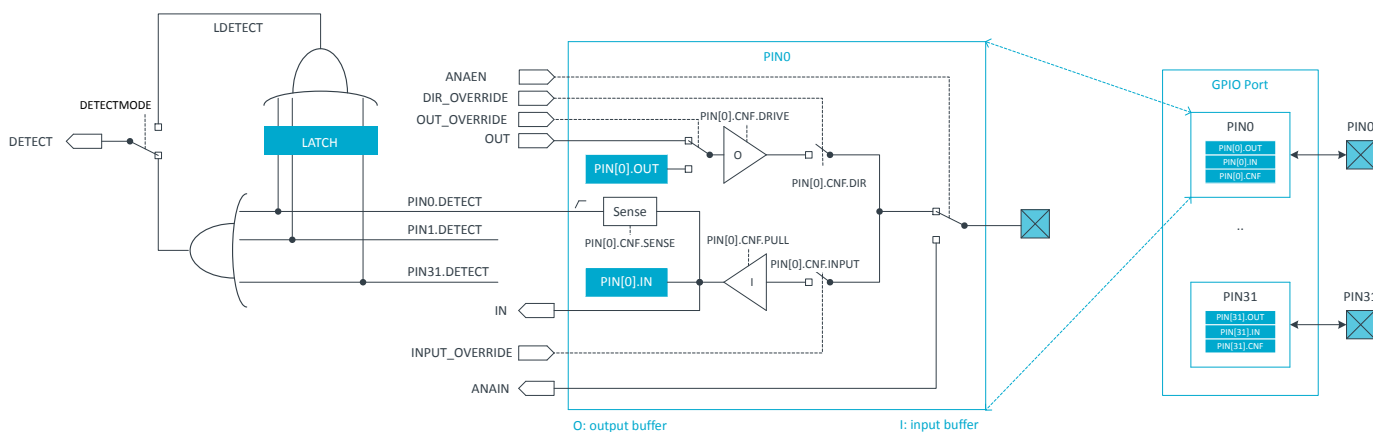 LDETECT
DETECTMODE
DETECT
LATCH
PIN0.DETECT
PIN1.DETECT
PIN31.DETECT
ANAEN
DIR_OVERRIDE
OUT_OVERRIDE
OUT
IN
INPUT_OVERRIDE
ANAIN
PIN0
PIN[0].CNF.DRIVE
PIN[0].OUT
O
PIN[0].CNF.DIR
Sense
PIN[0].CNF.SENSE
PIN[0].CNF.PULL
PIN[0].IN
I
PIN[0].CNF.INPUT
O: output buffer
I: input buffer
GPIO Port
PIN0
PIN[0].OUT
PIN[0].IN
PIN[0].CNF
PIN0
..
PIN31
PIN[31].OUT
PIN[31].IN
PIN[31].CNF
PIN31